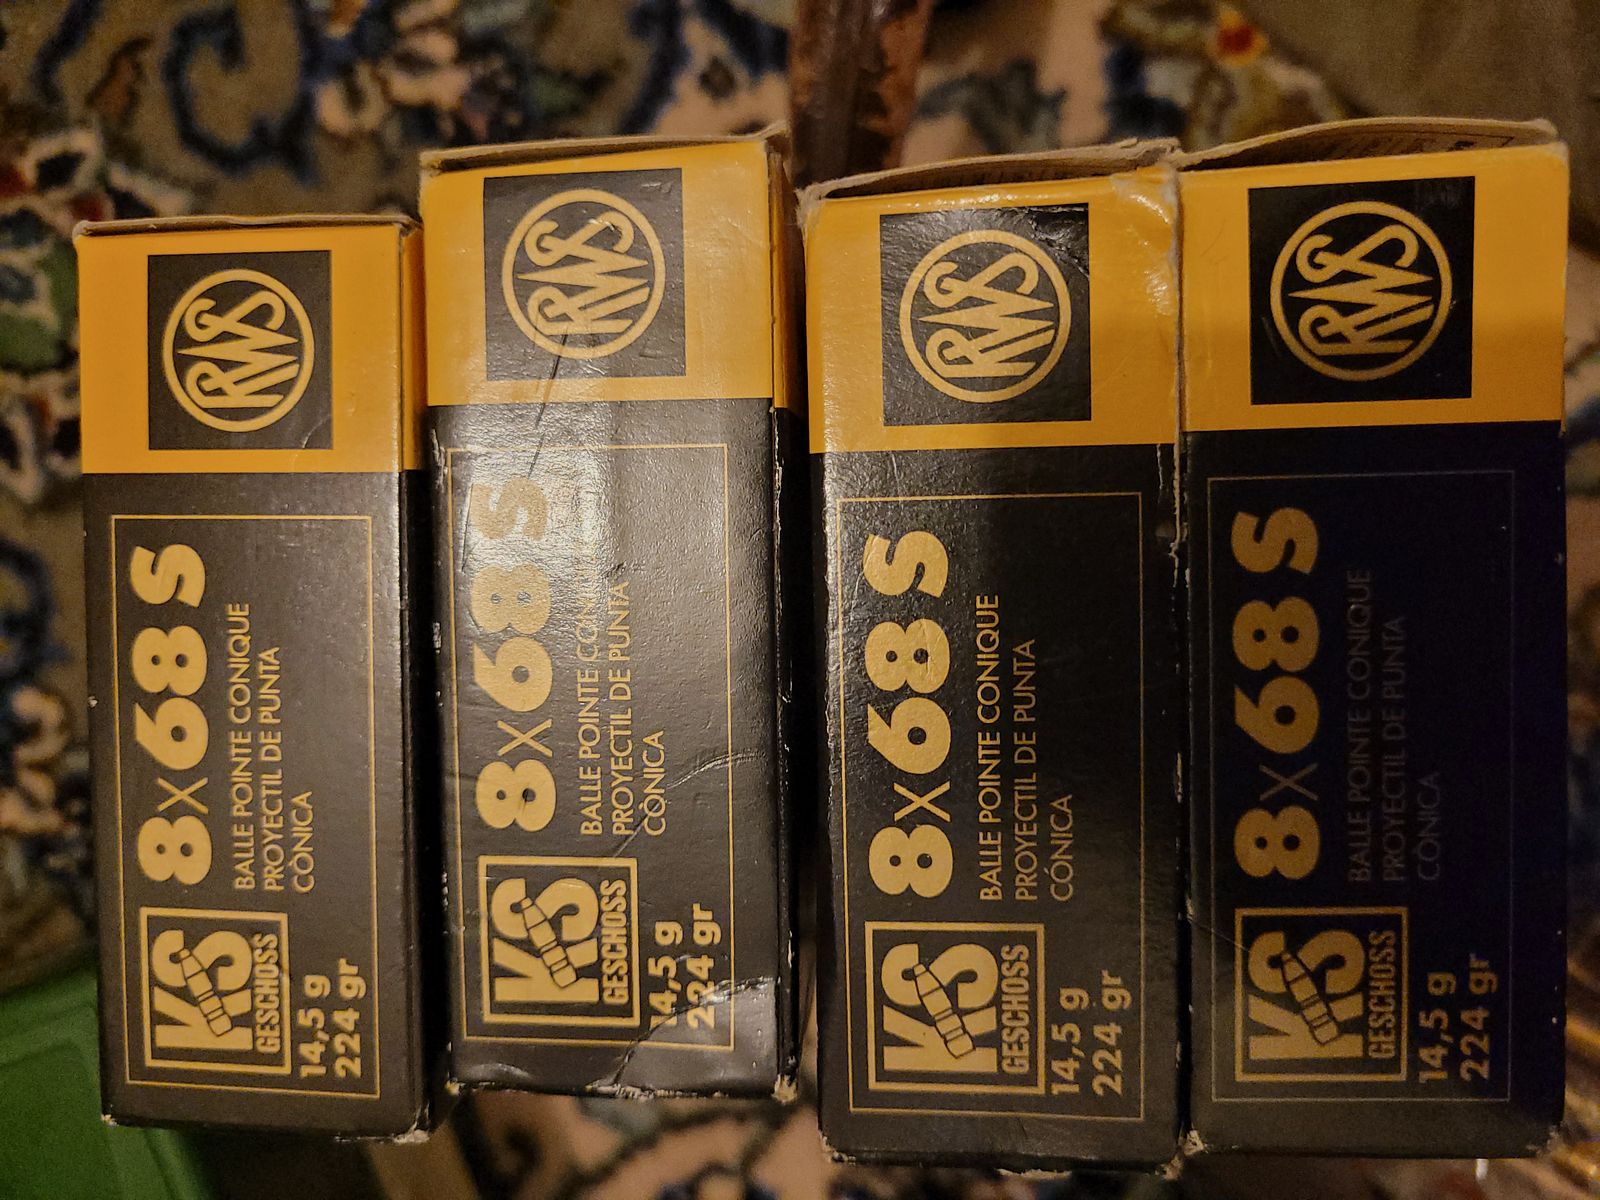 KS
GESCHOSS
14,5 g
224 gr
8x68 S
BALLE POINTE CONIQUE
PROYECTIL DE PUNTA
CÒNICA
RWS
KS
GESCHOSS
14,5 g
224 gr
8x68 S
BALLE POINTE CONIQUE
PROYECTIL DE PUNTA
CÒNICA
RWS
KS
GESCHOSS
14,5 g
224 gr
8x68 S
BALLE POINTE CONIQUE
PROYECTIL DE PUNTA
CÓNICA
RWS
KS
GESCHOSS
14,5 g
224 gr
8x68 S
BALLE POINTE CONIQUE
PROYECTIL DE PUNTA
CÓNICA
RWS